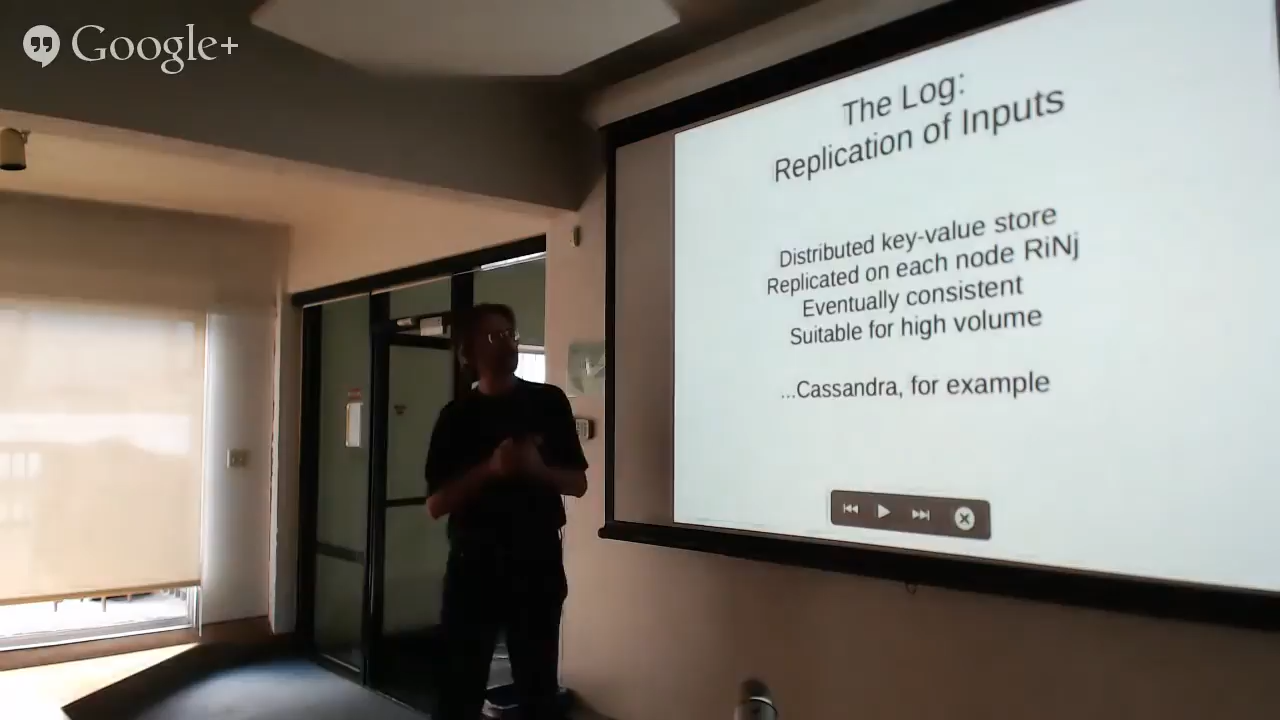 Google+
The Log:
Replication of Inputs
Distributed key-value store
Replicated on each node RiNj
Eventually consistent
Suitable for high volume
...Cassandra, for example